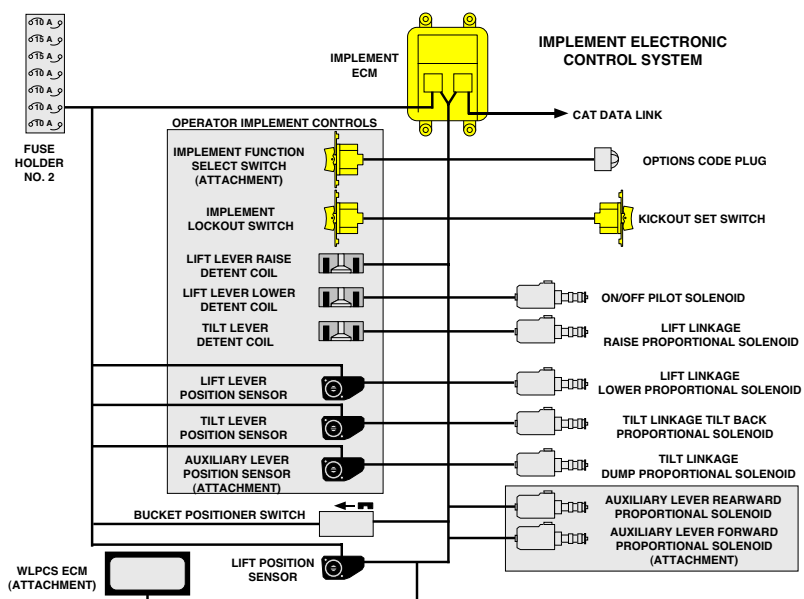 10 A
15 A
15 A
10 A
10 A
10 A
10 A
FUSE
HOLDER
NO. 2
IMPLEMENT
ECM
IMPLEMENT ELECTRONIC
CONTROL SYSTEM
CAT DATA LINK
OPERATOR IMPLEMENT CONTROLS
IMPLEMENT FUNCTION
SELECT SWITCH
(ATTACHMENT)
OPTIONS CODE PLUG
IMPLEMENT
LOCKOUT SWITCH
KICKOUT SET SWITCH
LIFT LEVER RAISE
DETENT COIL
LIFT LEVER LOWER
DETENT COIL
ON/OFF PILOT SOLENOID
TILT LEVER
DETENT COIL
LIFT LINKAGE
RAISE PROPORTIONAL SOLENOID
LIFT LEVER
POSITION SENSOR
LIFT LINKAGE
LOWER PROPORTIONAL SOLENOID
TILT LEVER
POSITION SENSOR
TILT LINKAGE TILT BACK
PROPORTIONAL SOLENOID
AUXILIARY LEVER
POSITION SENSOR
(ATTACHMENT)
TILT LINKAGE
DUMP PROPORTIONAL SOLENOID
BUCKET POSITIONER SWITCH
AUXILIARY LEVER REARWARD
PROPORTIONAL SOLENOID
AUXILIARY LEVER FORWARD
PROPORTIONAL SOLENOID
(ATTACHMENT)
WLPCS ECM
(ATTACHMENT)
LIFT POSITION
SENSOR